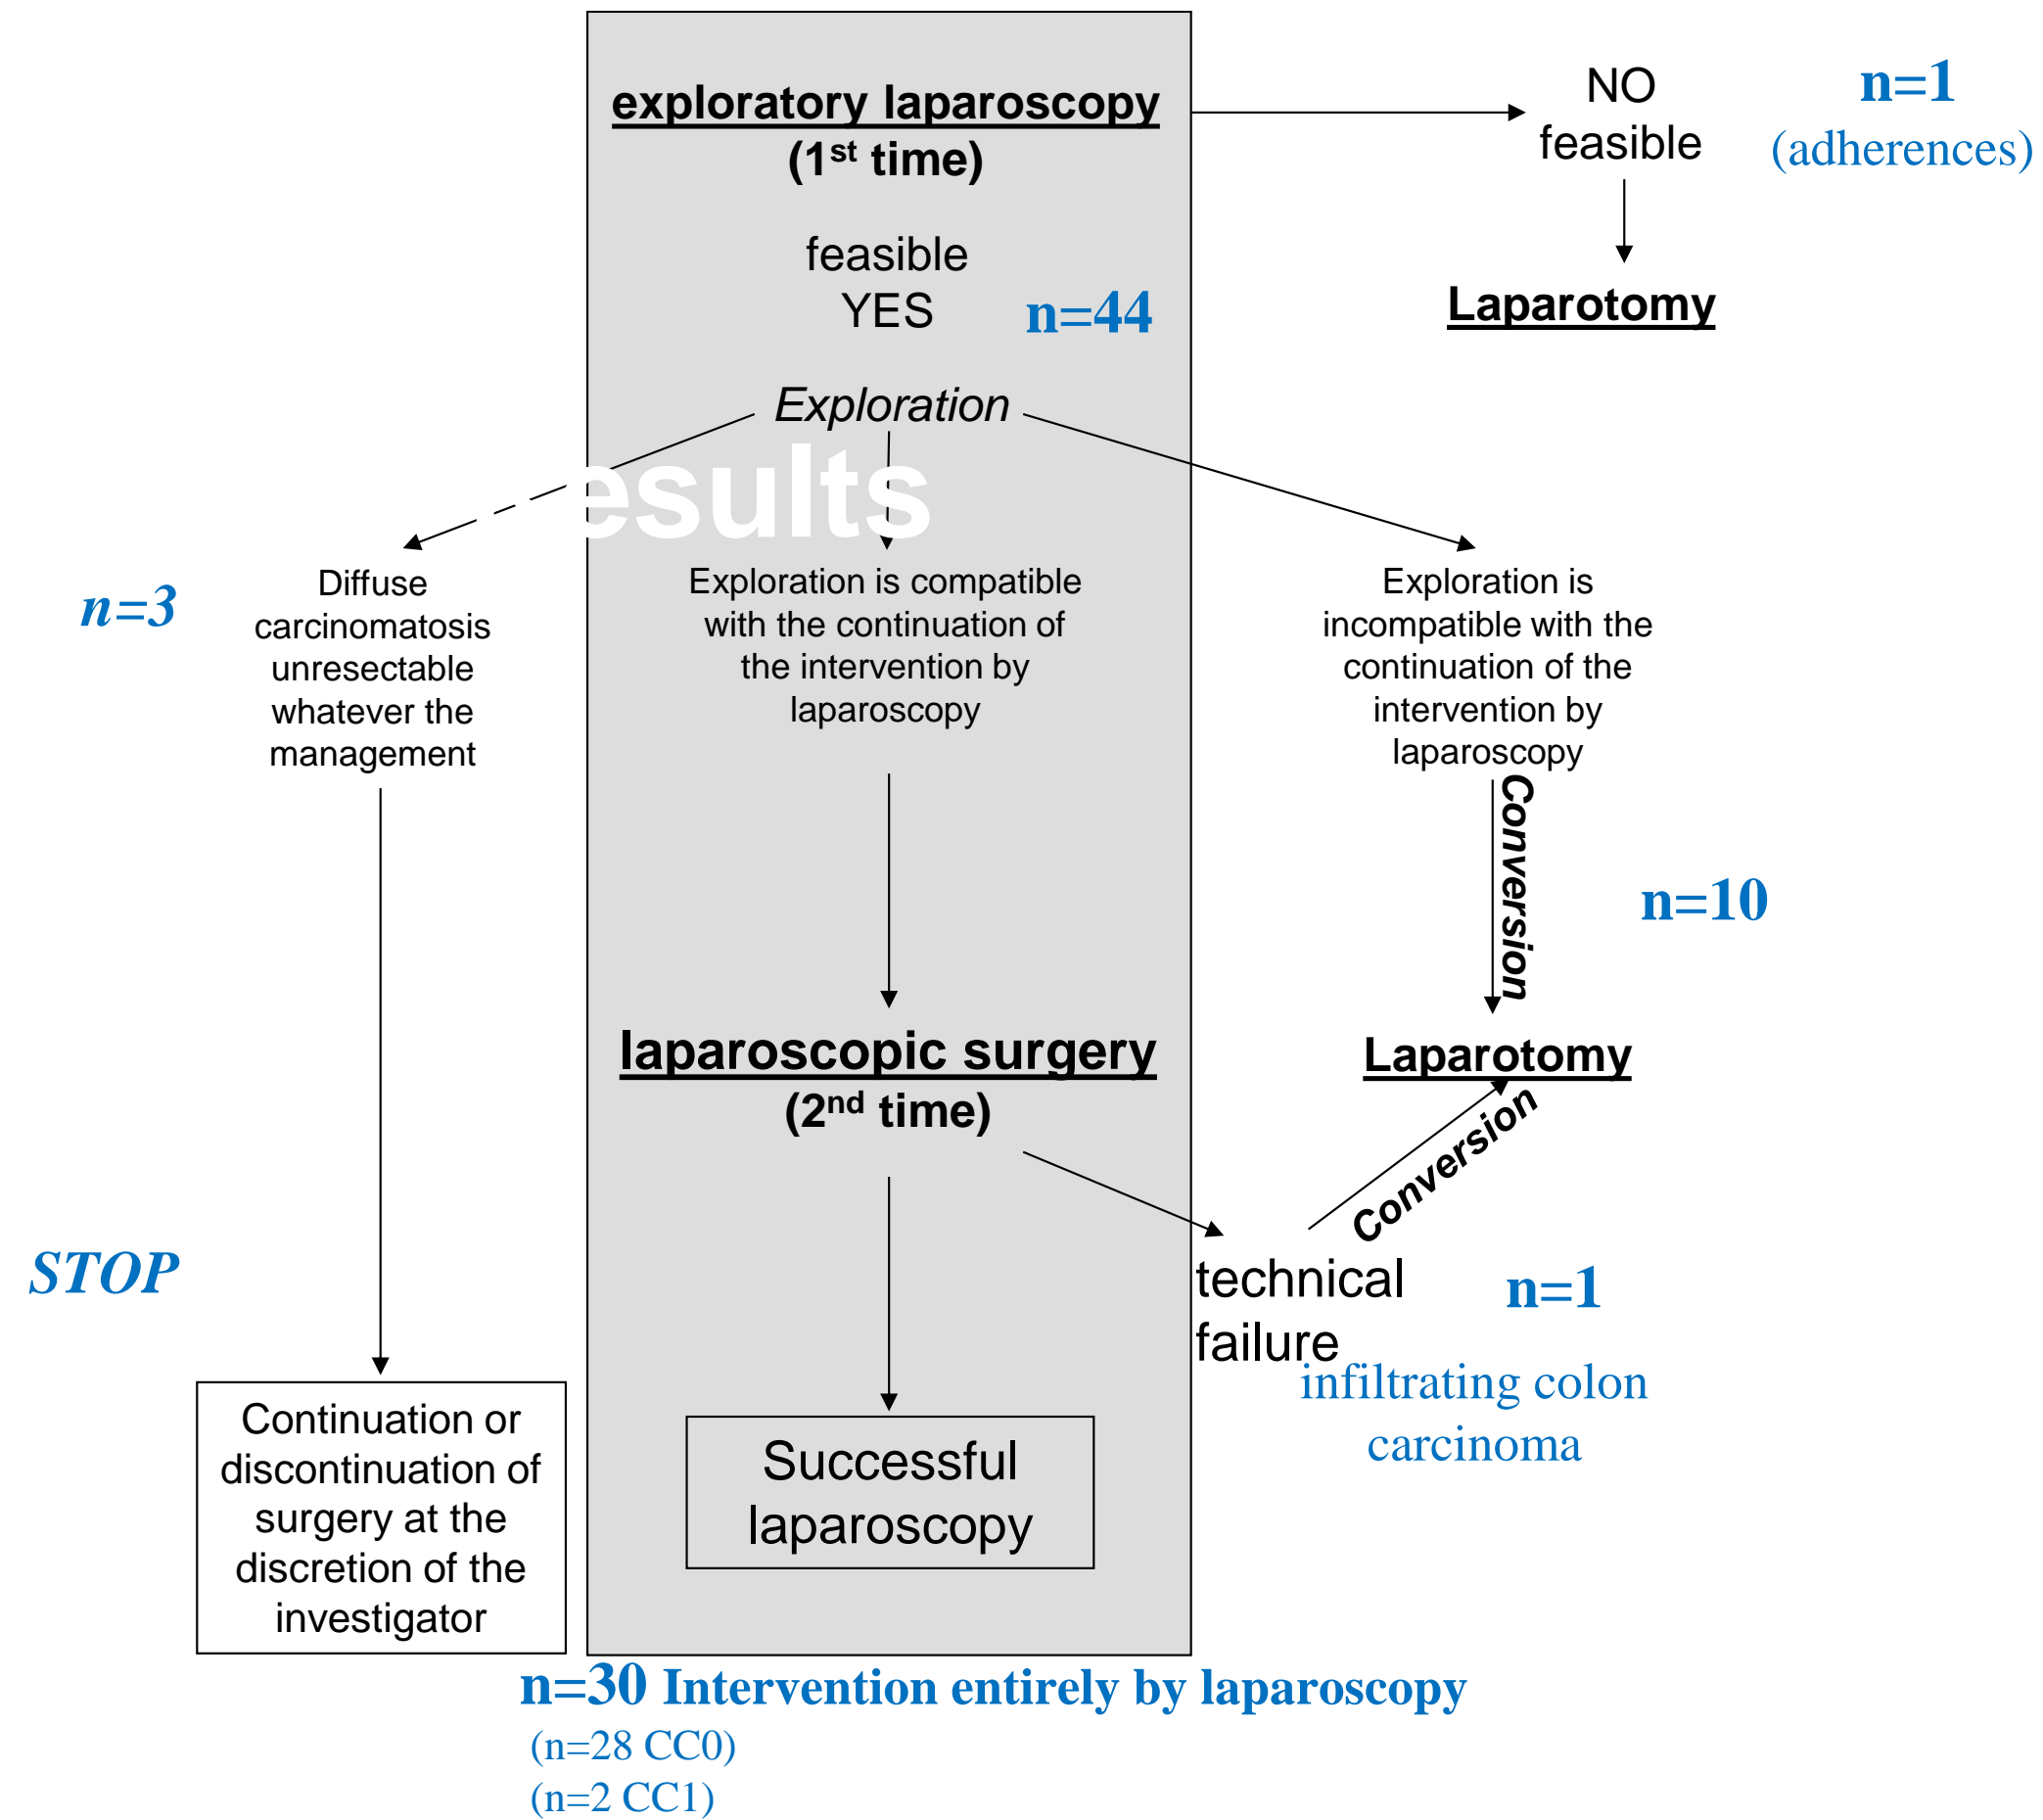 exploratory laparoscopy
(1st time)
NO
feasible
n=1
(adherences)
feasible
YES
n=44
Laparotomy
Exploration
esults
n=3
Diffuse
carcinomatosis
unresectable
whatever the
management
Exploration is compatible
with the continuation of
the intervention by
laparoscopy
Exploration is
incompatible with the
continuation of the
intervention by
laparoscopy
Conversion
n=10
laparoscopic surgery
(2nd time)
Laparotomy
Conversion
STOP
technical
failure
n=1
infiltrating colon
carcinoma
Continuation or
discontinuation of
surgery at the
discretion of the
investigator
Successful
laparoscopy
n=30 Intervention entirely by laparoscopy
(n=28 CC0)
(n=2 CC1)